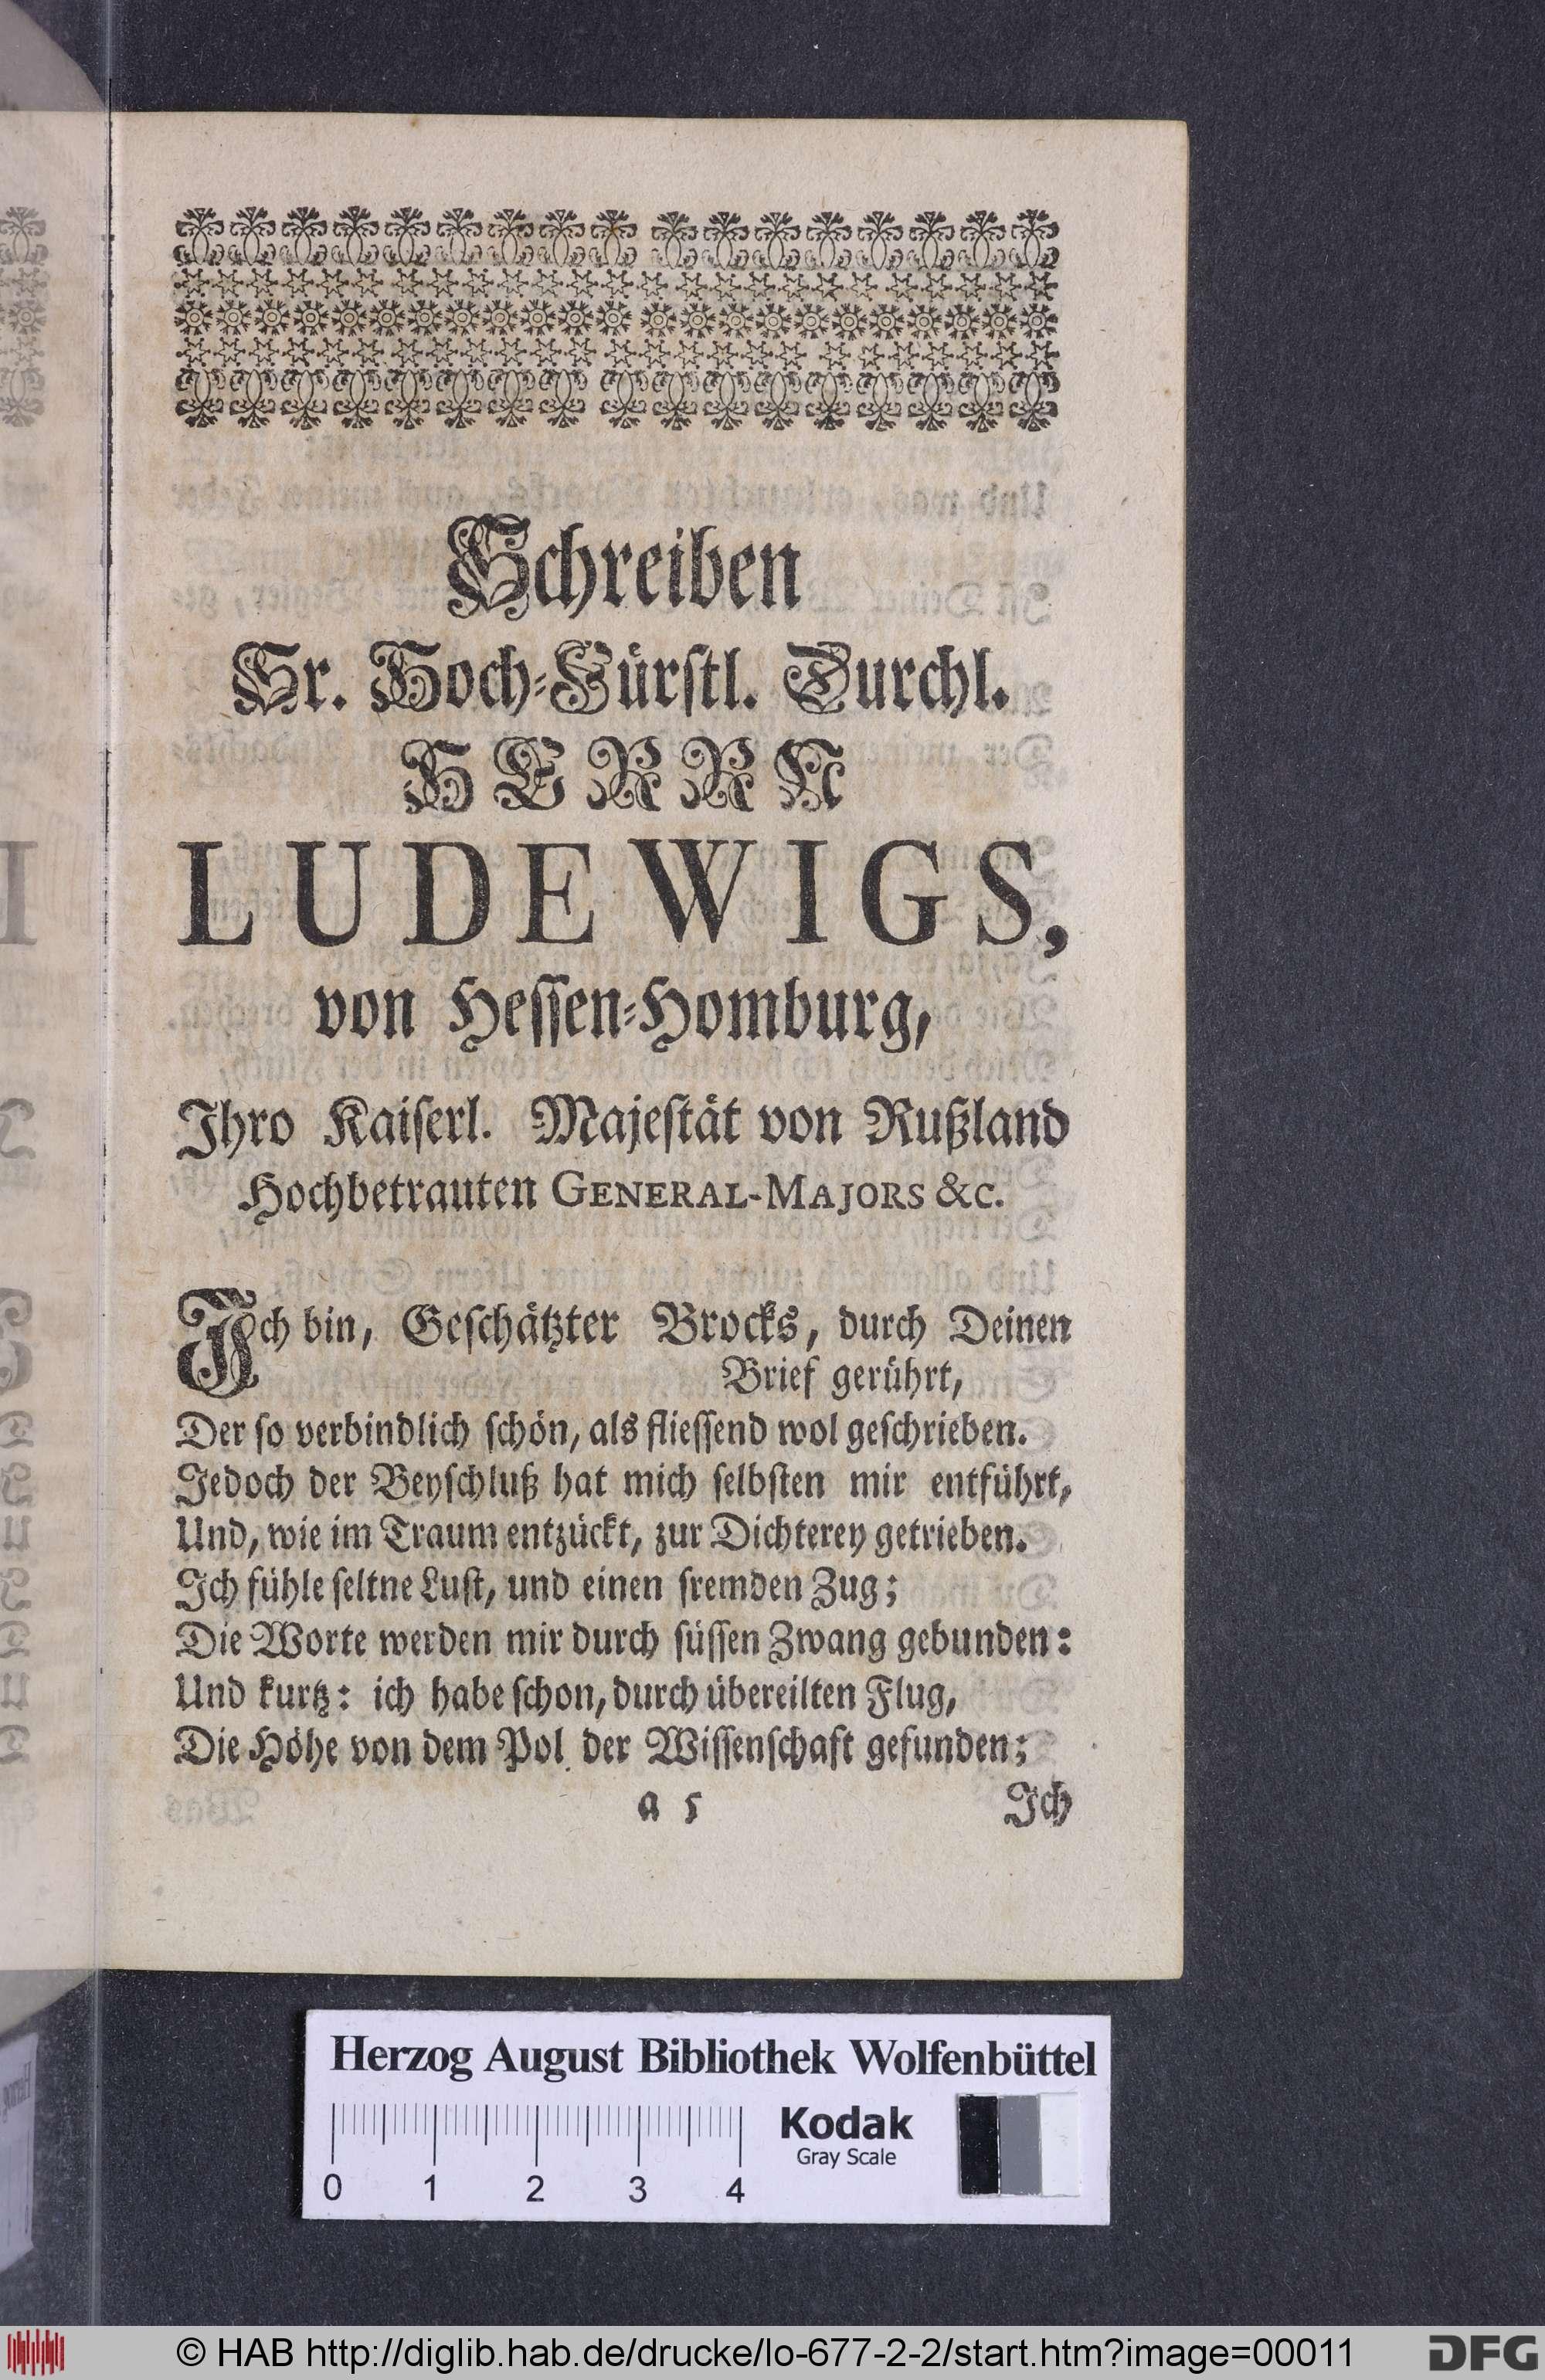 Schreiben
Sr. Hoch-Fürstl. Durchl.
HERRN
LUDEWIGS,
von Hessen-Homburg,
Ihro Kaiserl. Majestät von Rußland
Hochbetrauten GENERAL-MAJORS &c.
Ich bin, Geschätzter Brocks, durch Deinen
Brief gerührt,
Der so verbindlich schön, als fliessend wol geschrieben.
Jedoch der Beyschluß hat mich selbsten mir entführt,
Und, wie im Traum entzückt, zur Dichterey getrieben.
Ich fühle seltne Lust, und einen fremden Zug;
Die Worte werden mir durch süssen Zwang gebunden:
Und kurtz: ich habe schon, durch übereilten Flug,
Die Höhe von dem Pol der Wissenschaft gefunden;
a 5
Ich
Herzog August Bibliothek Wolfenbüttel
Kodak
Gray Scale
0 1 2 3 4
© HAB http://diglib.hab.de/drucke/lo-677-2-2/start.htm?image=00011
DFG